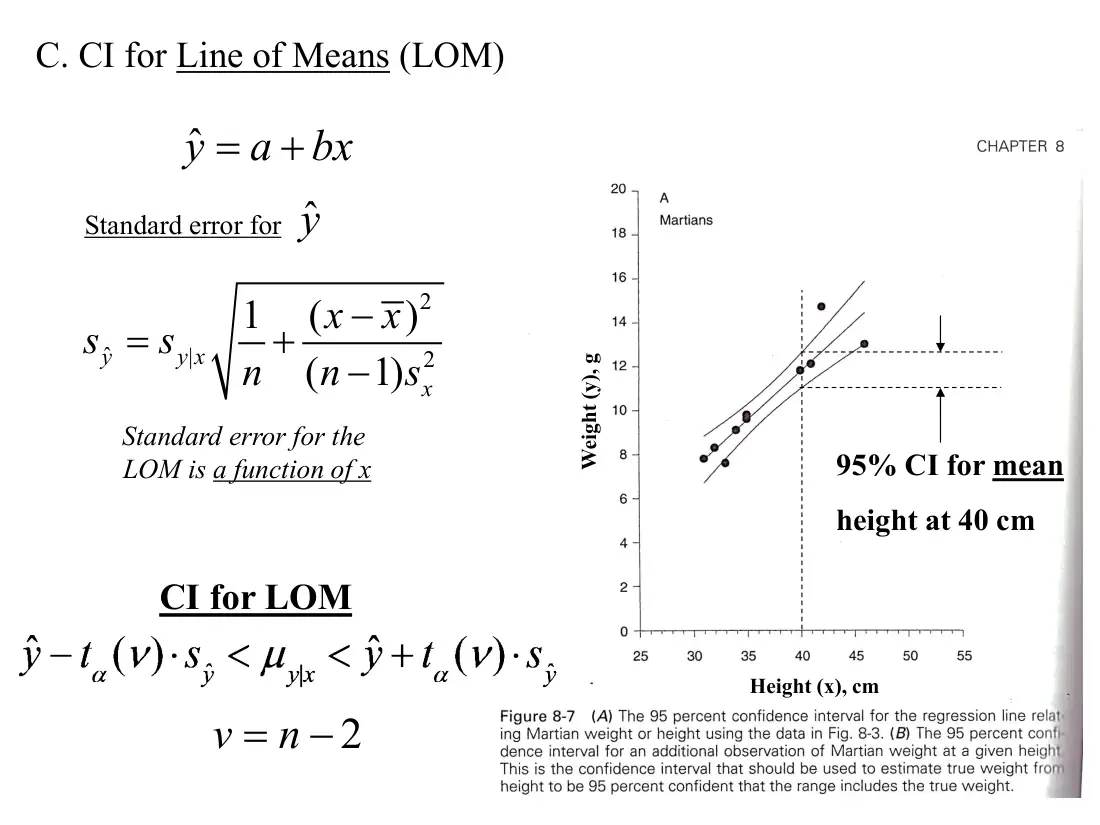 C. CI for Line of Means (LOM)
ŷ = a + bx
Standard error for ŷ
s_ŷ = s_y|x √(1/n + (x − x̄)²/((n − 1)s_x²))
Standard error for the
LOM is a function of x
CI for LOM
ŷ − t_α(ν)·s_ŷ < μ_y|x < ŷ + t_α(ν)·s_ŷ
v = n − 2
CHAPTER 8
A
Martians
20
18
16
14
12
10
8
6
4
2
0
Weight (y), g
25 30 35 40 45 50 55
Height (x), cm
95% CI for mean
height at 40 cm
Figure 8-7 (A) The 95 percent confidence interval for the regression line relat-
ing Martian weight or height using the data in Fig. 8-3. (B) The 95 percent confi-
dence interval for an additional observation of Martian weight at a given height
This is the confidence interval that should be used to estimate true weight from
height to be 95 percent confident that the range includes the true weight.